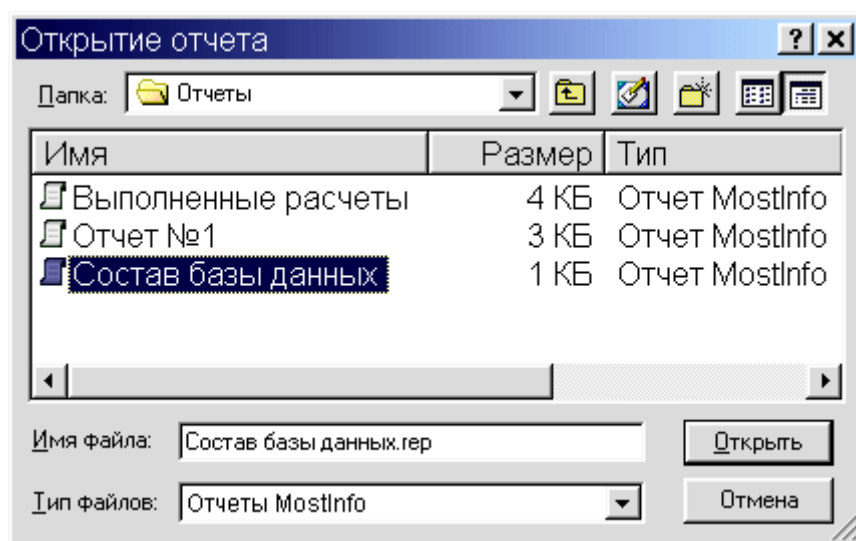 Открытие отчета
Папка: Отчеты
Имя Размер Тип
Выполненные расчеты 4 КБ Отчет MostInfo
Отчет №1 3 КБ Отчет MostInfo
Состав базы данных 1 КБ Отчет MostInfo
Имя файла: Состав базы данных.rep Открыть
Тип файлов: Отчеты MostInfo Отмена